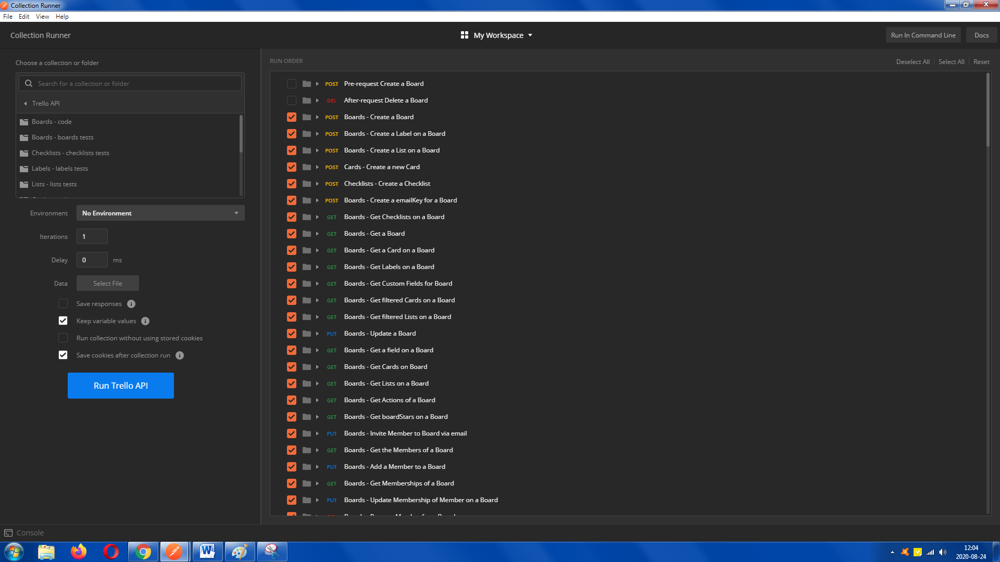 Collection Runner
File Edit View Help
Collection Runner
My Workspace
Run In Command Line
Docs
Choose a collection or folder
Search for a collection or folder
Trello API
Boards - code
Boards - boards tests
Checklists - checklists tests
Labels - labels tests
Lists - lists tests
Environment No Environment
Iterations 1
Delay 0 ms
Data Select File
Save responses
Keep variable values
Run collection without using stored cookies
Save cookies after collection run
Run Trello API
RUN ORDER
Deselect All Select All Reset
POST Pre-request Create a Board
DEL After-request Delete a Board
POST Boards - Create a Board
POST Boards - Create a Label on a Board
POST Boards - Create a List on a Board
POST Cards - Create a new Card
POST Checklists - Create a Checklist
POST Boards - Create a emailKey for a Board
GET Boards - Get Checklists on a Board
GET Boards - Get a Board
GET Boards - Get a Card on a Board
GET Boards - Get Labels on a Board
GET Boards - Get Custom Fields for Board
GET Boards - Get filtered Cards on a Board
GET Boards - Get filtered Lists on a Board
PUT Boards - Update a Board
GET Boards - Get a field on a Board
GET Boards - Get Cards on Board
GET Boards - Get Lists on a Board
GET Boards - Get Actions of a Board
GET Boards - Get boardStars on a Board
PUT Boards - Invite Member to Board via email
GET Boards - Get the Members of a Board
PUT Boards - Add a Member to a Board
GET Boards - Get Memberships of a Board
PUT Boards - Update Membership of Member on a Board
Console
12:04
2020-08-24